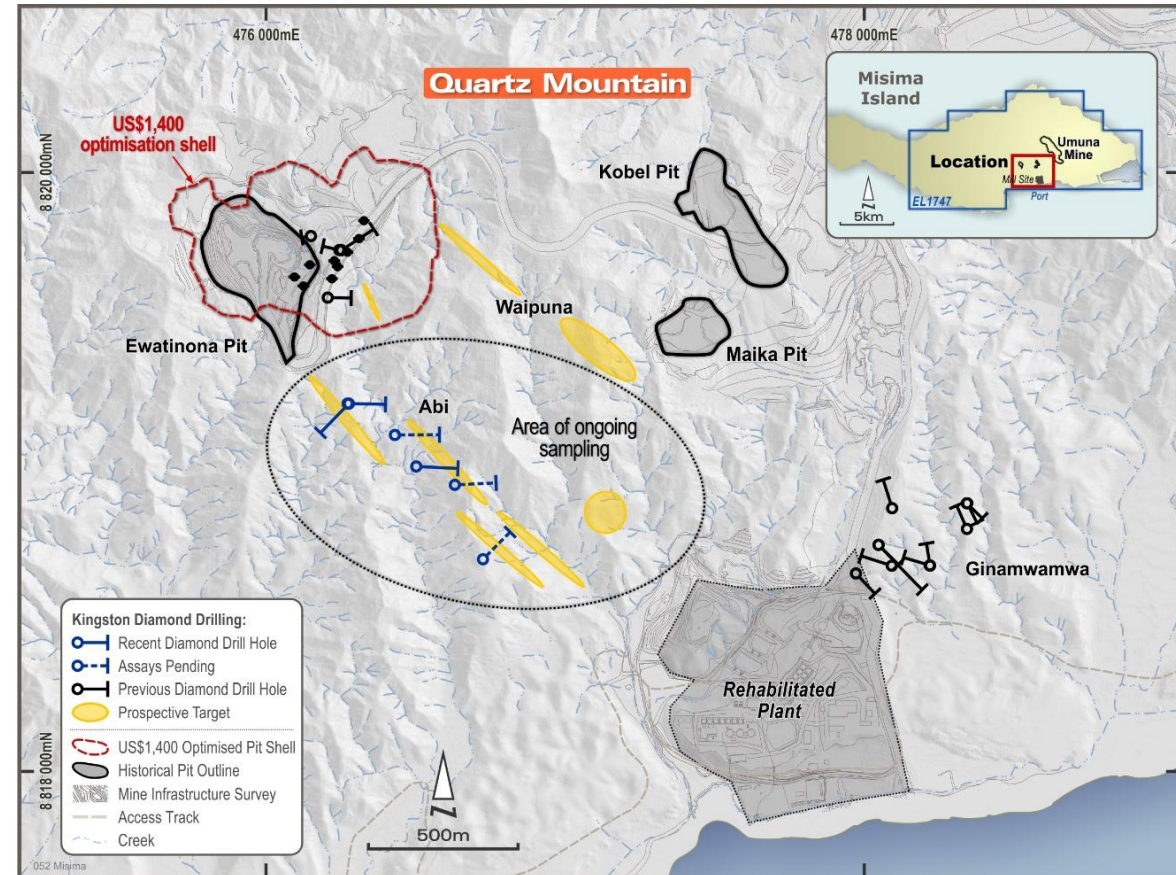 476 000mE
478 000mE
Quartz Mountain
US$1,400
optimisation shell
8 820 000mN
8 818 000mN
Misima
Island
Location
Umuna
Mine
Mill Site
Port
EL1747
5km
N
Kobel Pit
Waipuna
Maika Pit
Ewatinona Pit
Abi
Area of ongoing
sampling
Ginamwamwa
Rehabilitated
Plant
Kingston Diamond Drilling:
Recent Diamond Drill Hole
Assays Pending
Previous Diamond Drill Hole
Prospective Target
US$1,400 Optimised Pit Shell
Historical Pit Outline
Mine Infrastructure Survey
Access Track
Creek
N
500m
052 Misima